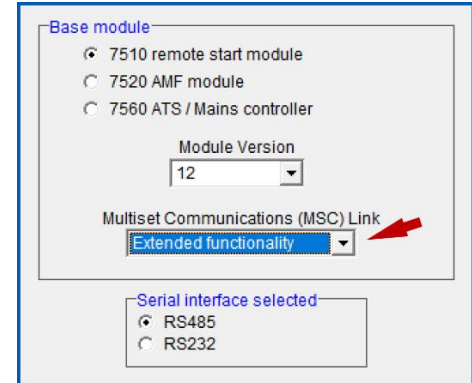 Base module
7510 remote start module
7520 AMF module
7560 ATS / Mains controller
Module Version
12
Multiset Communications (MSC) Link
Extended functionality
Serial interface selected
RS485
RS232